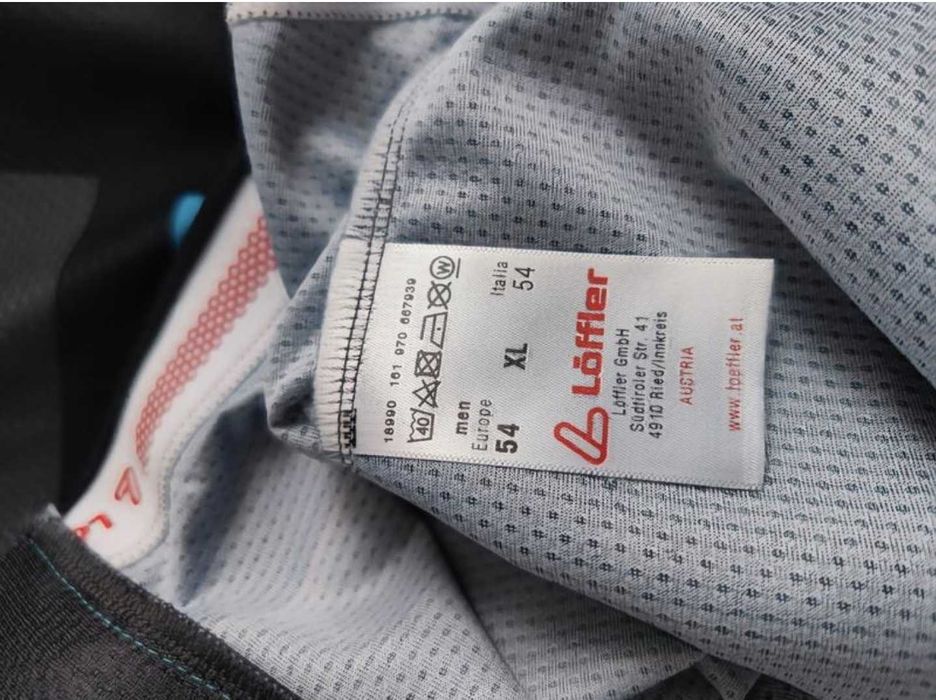 18990 161 970 667939
40 W
men
Europe XL Italia
54 54
Löffler
Löffler GmbH
Südtiroler Str. 41
4910 Ried/Innkreis
AUSTRIA
www.loeffler.at